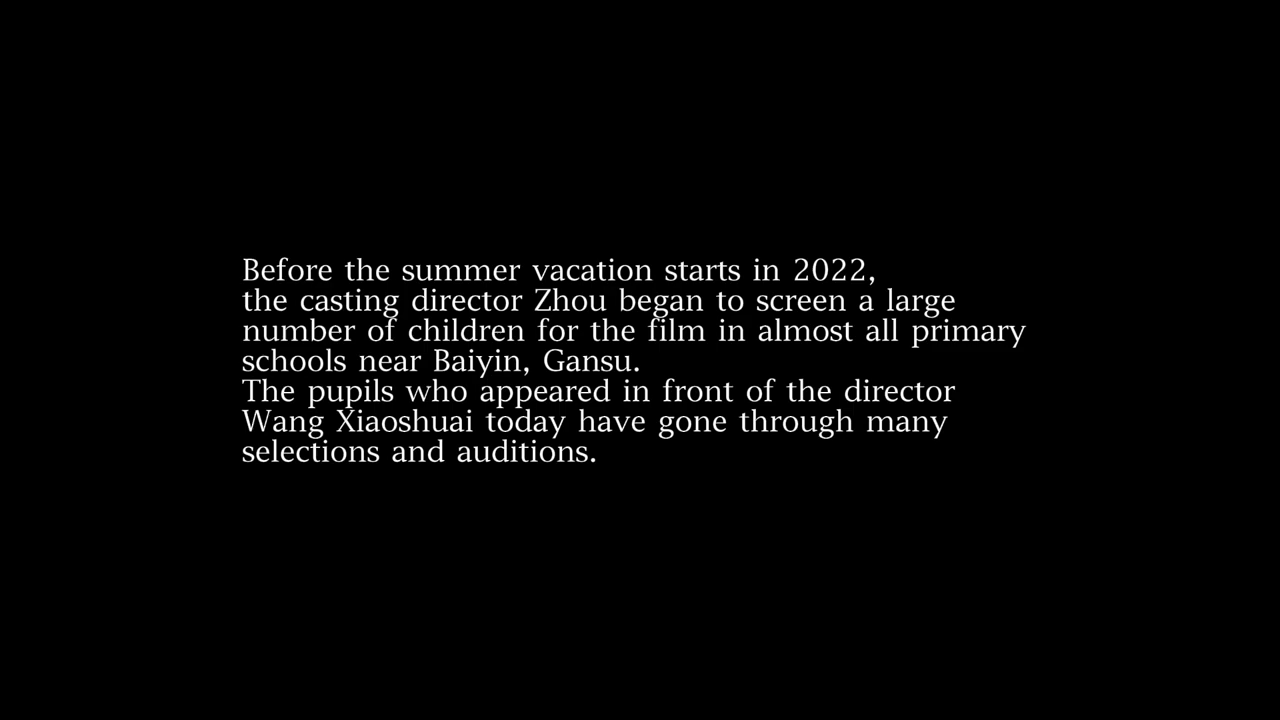 Before the summer vacation starts in 2022,
the casting director Zhou began to screen a large
number of children for the film in almost all primary
schools near Baiyin, Gansu.
The pupils who appeared in front of the director
Wang Xiaoshuai today have gone through many
selections and auditions.